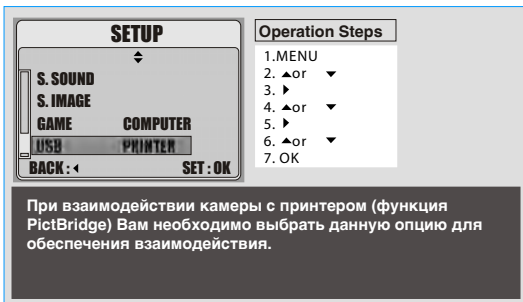 SETUP
S. SOUND
S. IMAGE
GAME COMPUTER
USB PRINTER
BACK : ◂ SET : OK
Operation Steps
1.MENU
2. ▲or ▼
3. ▶
4. ▲or ▼
5. ▶
6. ▲or ▼
7. OK
При взаимодействии камеры с принтером (функция
PictBridge) Вам необходимо выбрать данную опцию для
обеспечения взаимодействия.